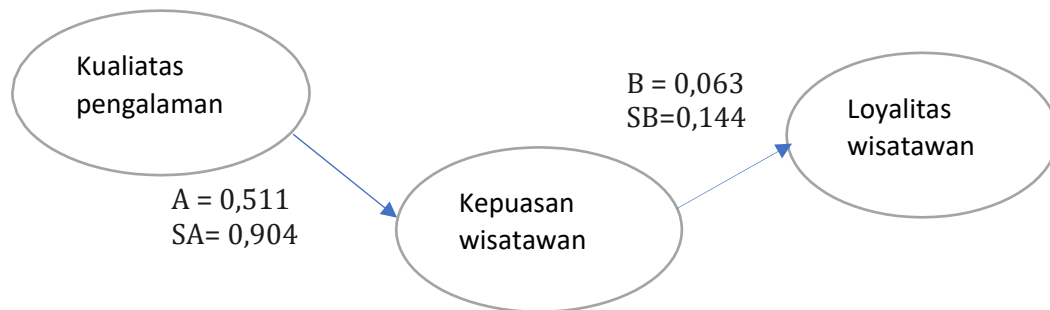 Kualiatas
pengalaman
A = 0,511
SA= 0,904
Kepuasan
wisatawan
B = 0,063
SB=0,144
Loyalitas
wisatawan